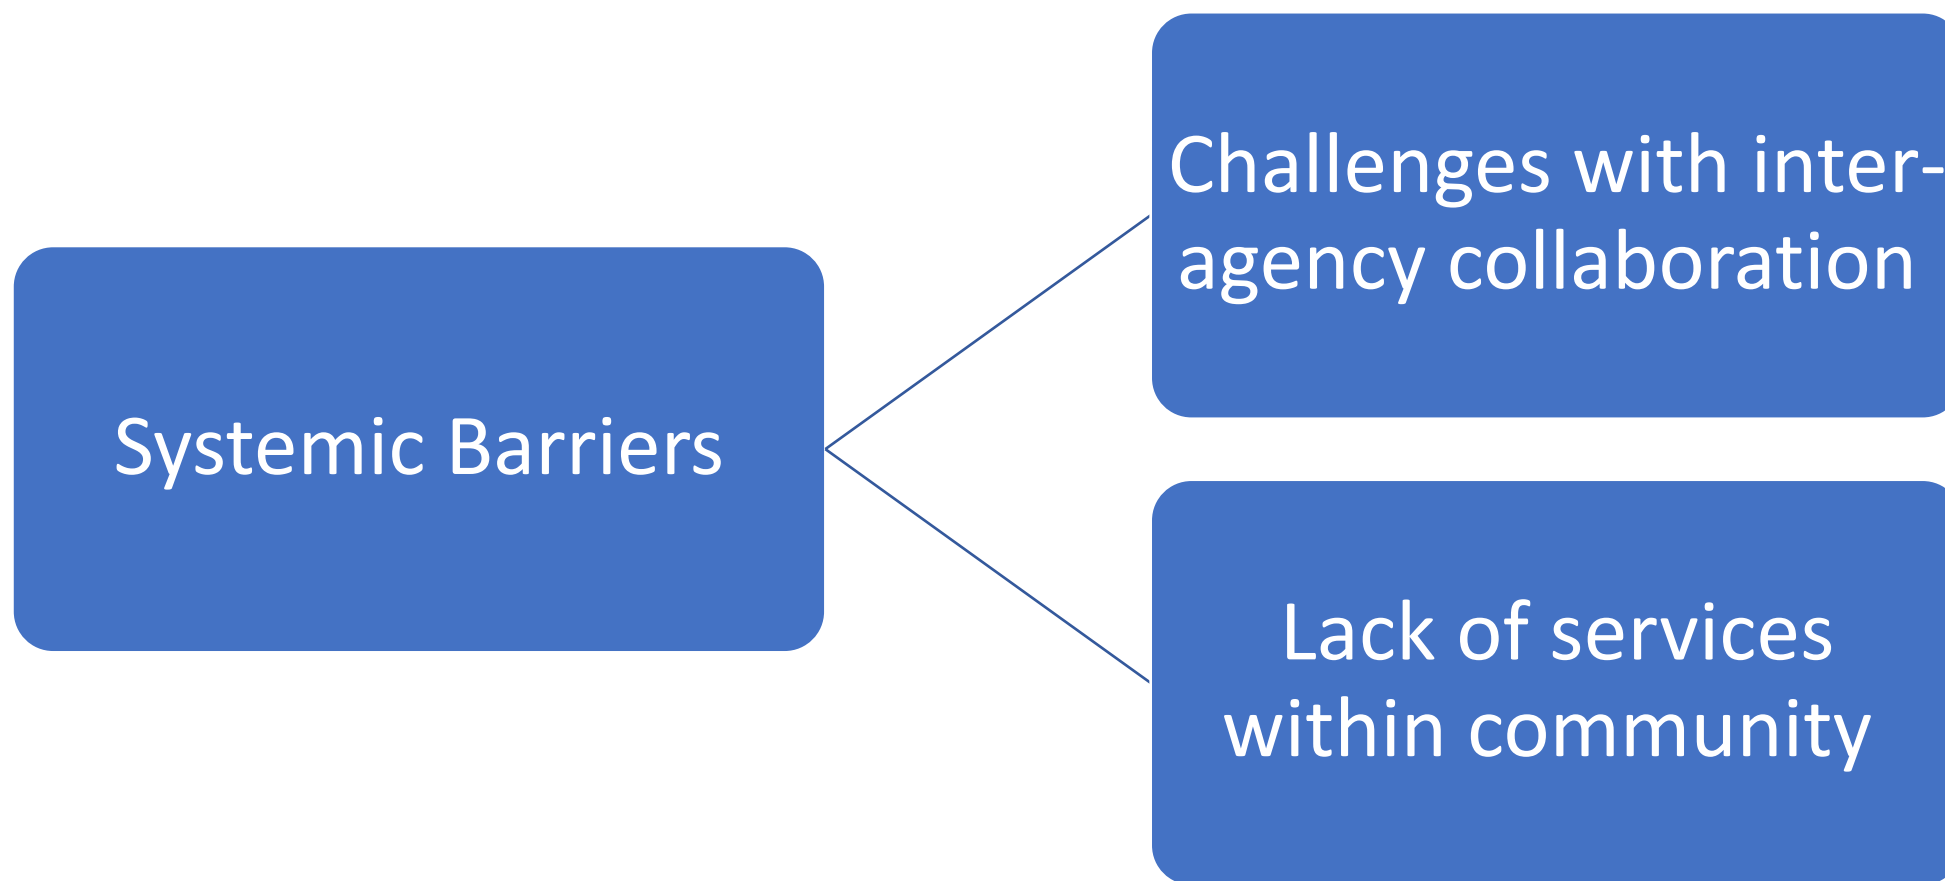 Systemic Barriers
Challenges with inter-
agency collaboration
Lack of services
within community